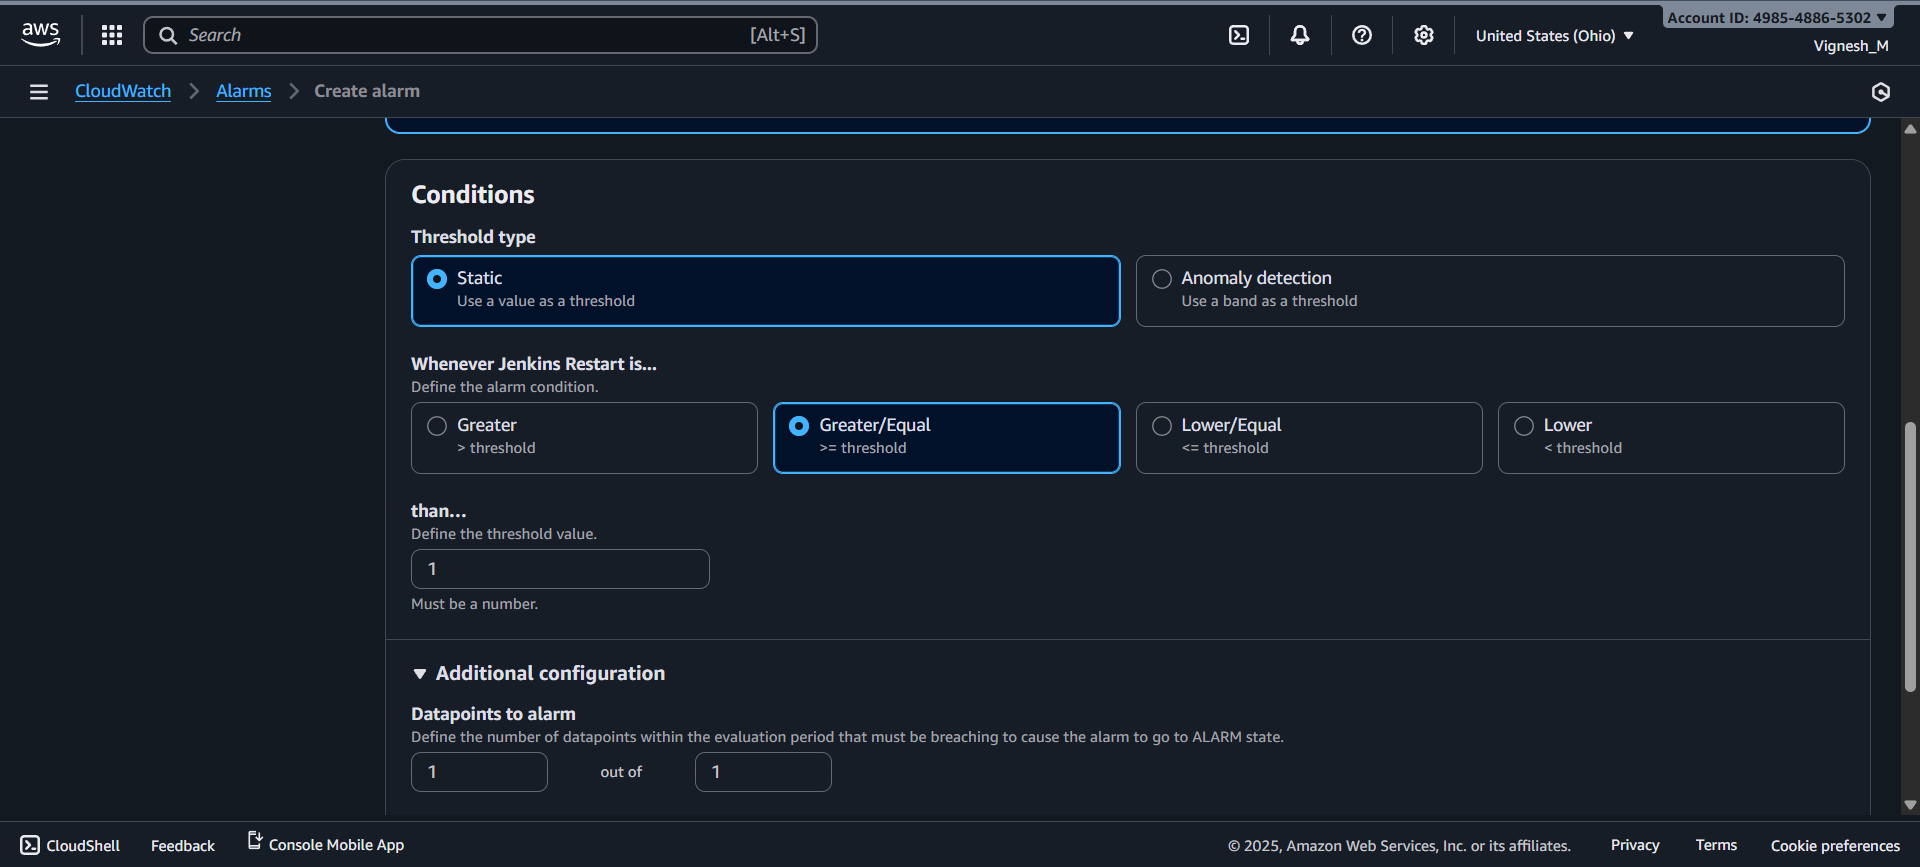 aws
Search [Alt+S]
United States (Ohio)
Account ID: 4985-4886-5302
Vignesh_M
CloudWatch
Alarms
Create alarm
Conditions
Threshold type
Static
Use a value as a threshold
Anomaly detection
Use a band as a threshold
Whenever Jenkins Restart is...
Define the alarm condition.
Greater
> threshold
Greater/Equal
>= threshold
Lower/Equal
<= threshold
Lower
< threshold
than...
Define the threshold value.
1
Must be a number.
Additional configuration
Datapoints to alarm
Define the number of datapoints within the evaluation period that must be breaching to cause the alarm to go to ALARM state.
1 out of 1
CloudShell Feedback Console Mobile App © 2025, Amazon Web Services, Inc. or its affiliates. Privacy Terms Cookie preferences